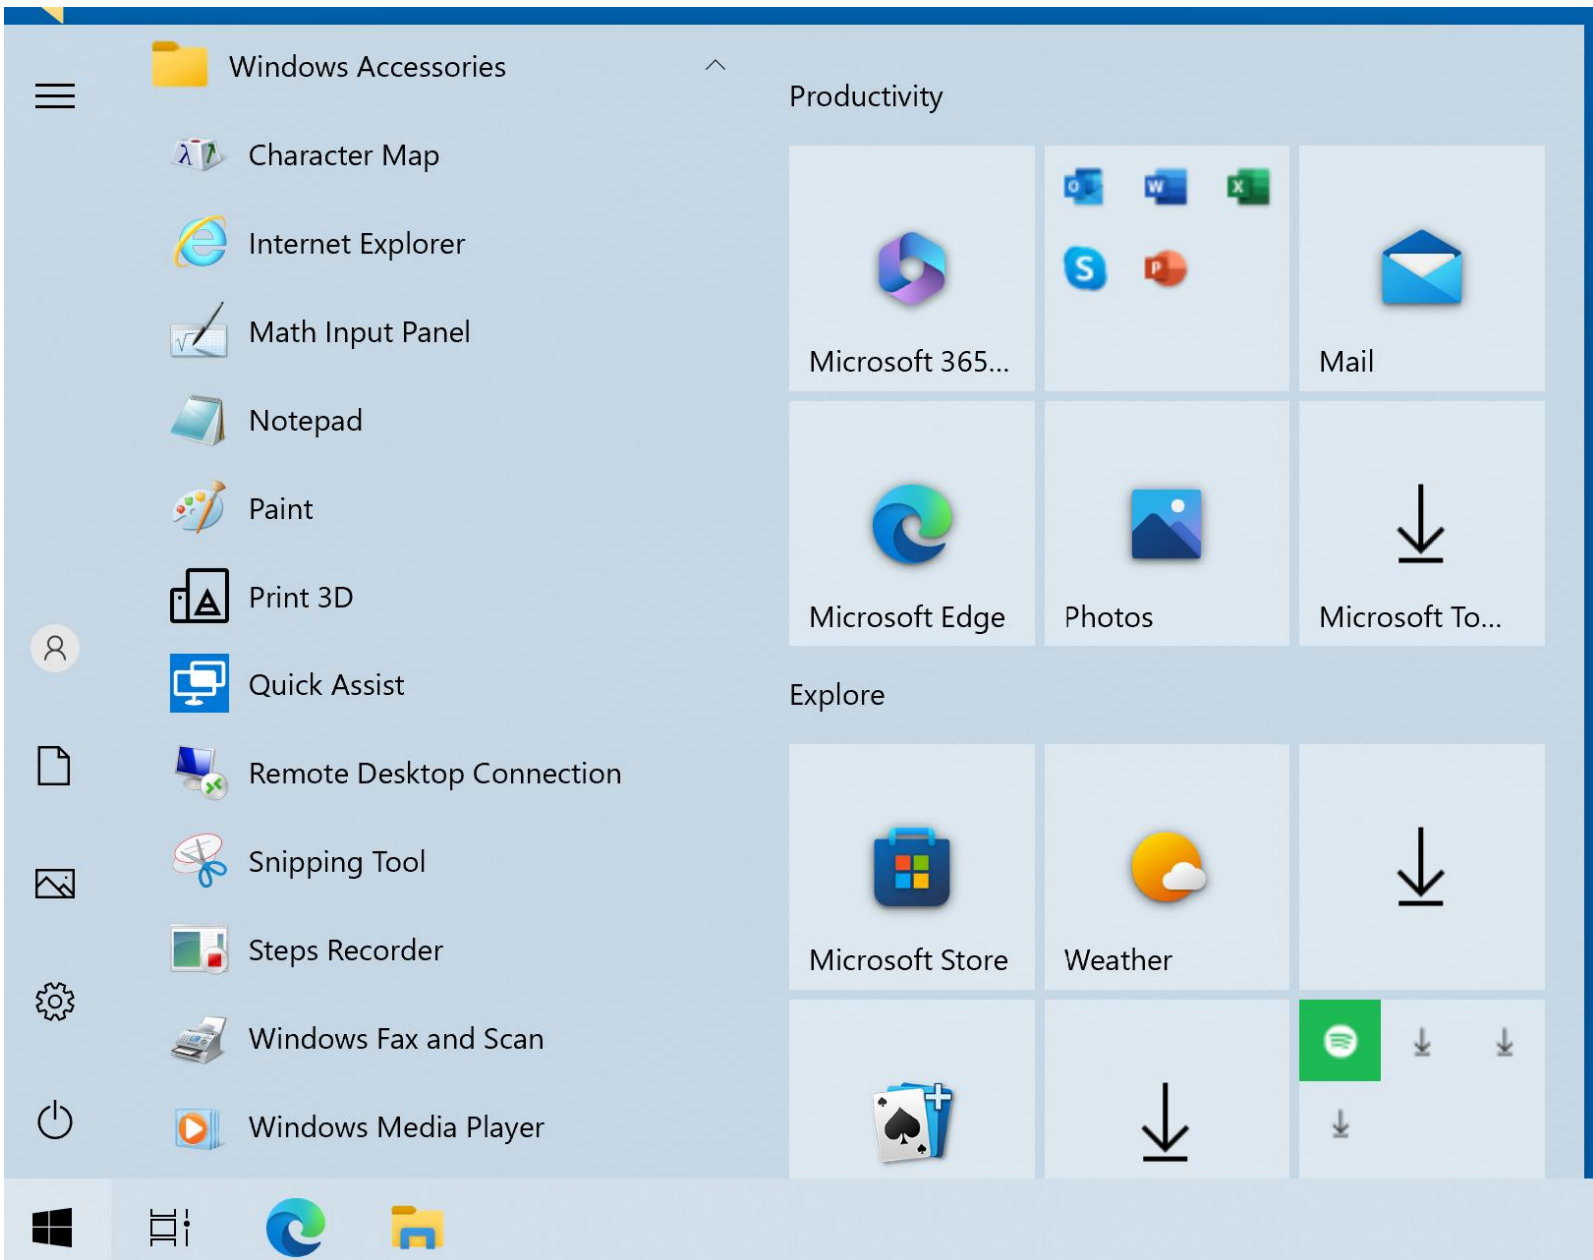 Windows Accessories
Character Map
Internet Explorer
Math Input Panel
Notepad
Paint
Print 3D
Quick Assist
Remote Desktop Connection
Snipping Tool
Steps Recorder
Windows Fax and Scan
Windows Media Player
Productivity
Microsoft 365...
Mail
Microsoft Edge
Photos
Microsoft To...
Explore
Microsoft Store
Weather